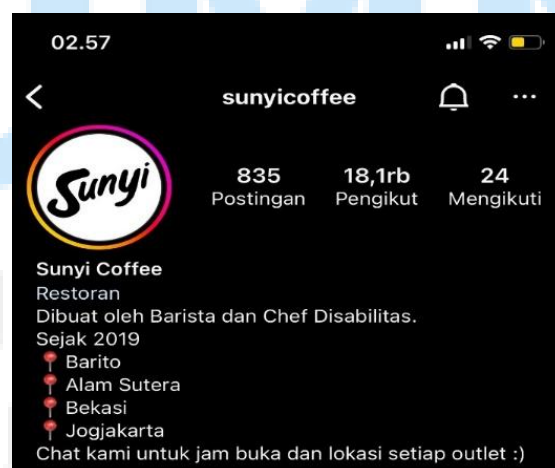 02.57
sunyicoffee
Sunyi
835 18,1rb 24
Postingan Pengikut Mengikuti
Sunyi Coffee
Restoran
Dibuat oleh Barista dan Chef Disabilitas.
Sejak 2019
📍 Barito
📍 Alam Sutera
📍 Bekasi
📍 Jogjakarta
Chat kami untuk jam buka dan lokasi setiap outlet :)